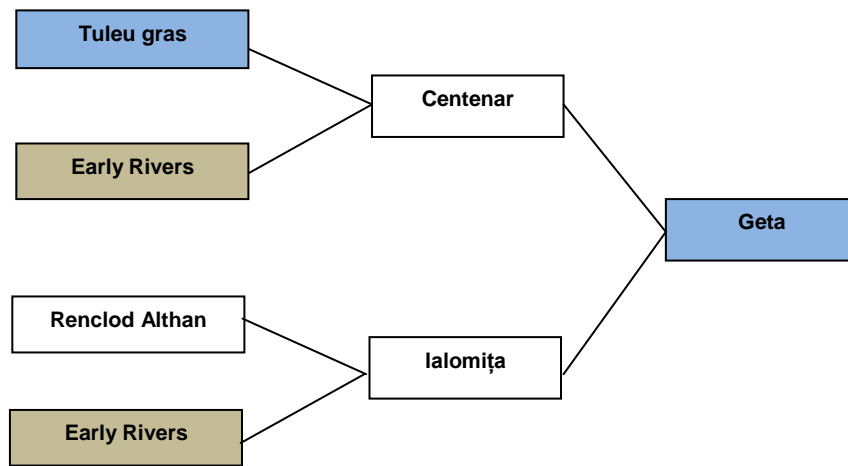 Tuleu gras
Centenar
Early Rivers
Geta
Renclod Althan
Ialomița
Early Rivers